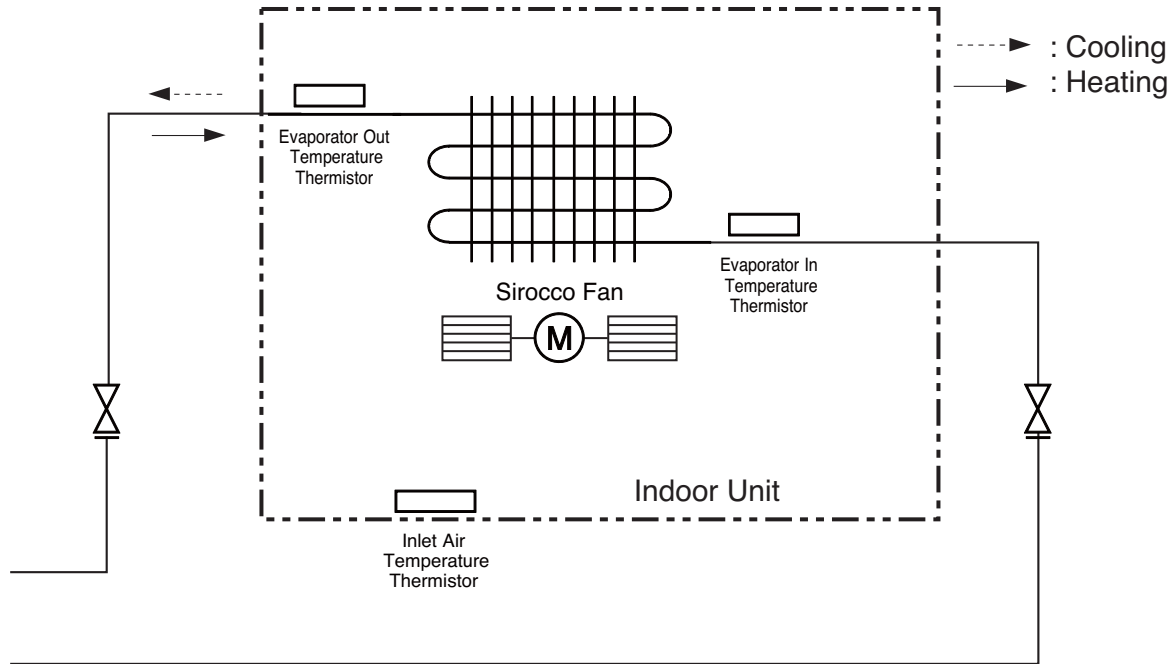 : Cooling
: Heating
Evaporator Out
Temperature
Thermistor
Evaporator In
Temperature
Thermistor
Sirocco Fan
M
Indoor Unit
Inlet Air
Temperature
Thermistor